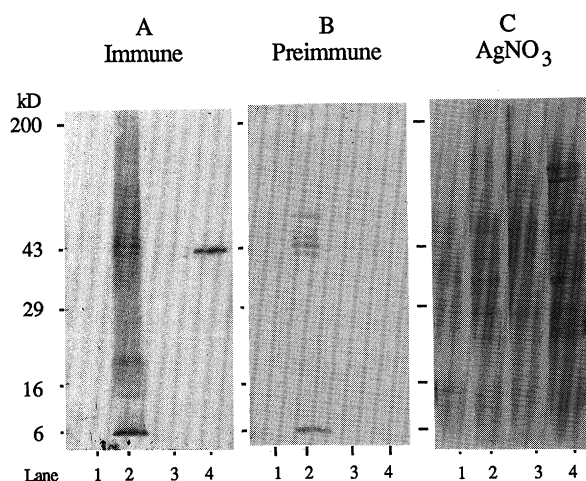 A
Immune
B
Preimmune
C
AgNO3
kD
200
43
29
16
6
Lane 1 2 3 4
1 2 3 4
1 2 3 4